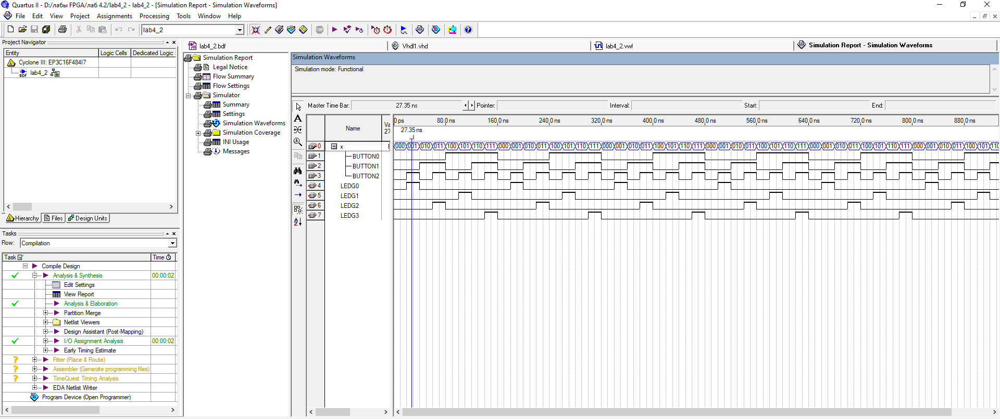 Quartus II - D:/лабы FPGA/лаб 4.2/lab4_2 - lab4_2 - [Simulation Report - Simulation Waveforms]
File Edit View Project Assignments Processing Tools Window Help
lab4_2
Project Navigator
Entity Logic Cells Dedicated Logic
Cyclone III: EP3C16F484I7
BDF lab4_2
Hierarchy Files Design Units
Tasks
Flow: Compilation
Task Time
Compile Design
Analysis & Synthesis 00:00:02
Edit Settings
View Report
Analysis & Elaboration
Partition Merge
Netlist Viewers
Design Assistant (Post-Mapping)
I/O Assignment Analysis 00:00:02
Early Timing Estimate
Fitter (Place & Route)
Assembler (Generate programming files)
TimeQuest Timing Analysis
EDA Netlist Writer
Program Device (Open Programmer)
lab4_2.bdf Vhdl1.vhd lab4_2.vwf Simulation Report - Simulation Waveforms
Simulation Report
Legal Notice
Flow Summary
Flow Settings
Simulator
Summary
Settings
Simulation Waveforms
Simulation Coverage
INI Usage
Messages
Simulation Waveforms
Simulation mode: Functional
Master Time Bar: 27.35 ns Pointer: Interval: Start: End:
Name Va 27
0 ps 80.0 ns 160.0 ns 240.0 ns 320.0 ns 400.0 ns 480.0 ns 560.0 ns 640.0 ns 720.0 ns 800.0 ns 880.0 ns
27.35 ns
0 x 000 001 010 011 100 101 110 111 000 001 010 011 100 101 110 111 000 001 010 011 100 101 110 111 000 001 010 011 100 101 110 111 000 001 010 011 100 101 110 111 000 001 010 011 100 101 110
1 BUTTON0
2 BUTTON1
3 BUTTON2
4 LEDG0
5 LEDG1
6 LEDG2
7 LEDG3